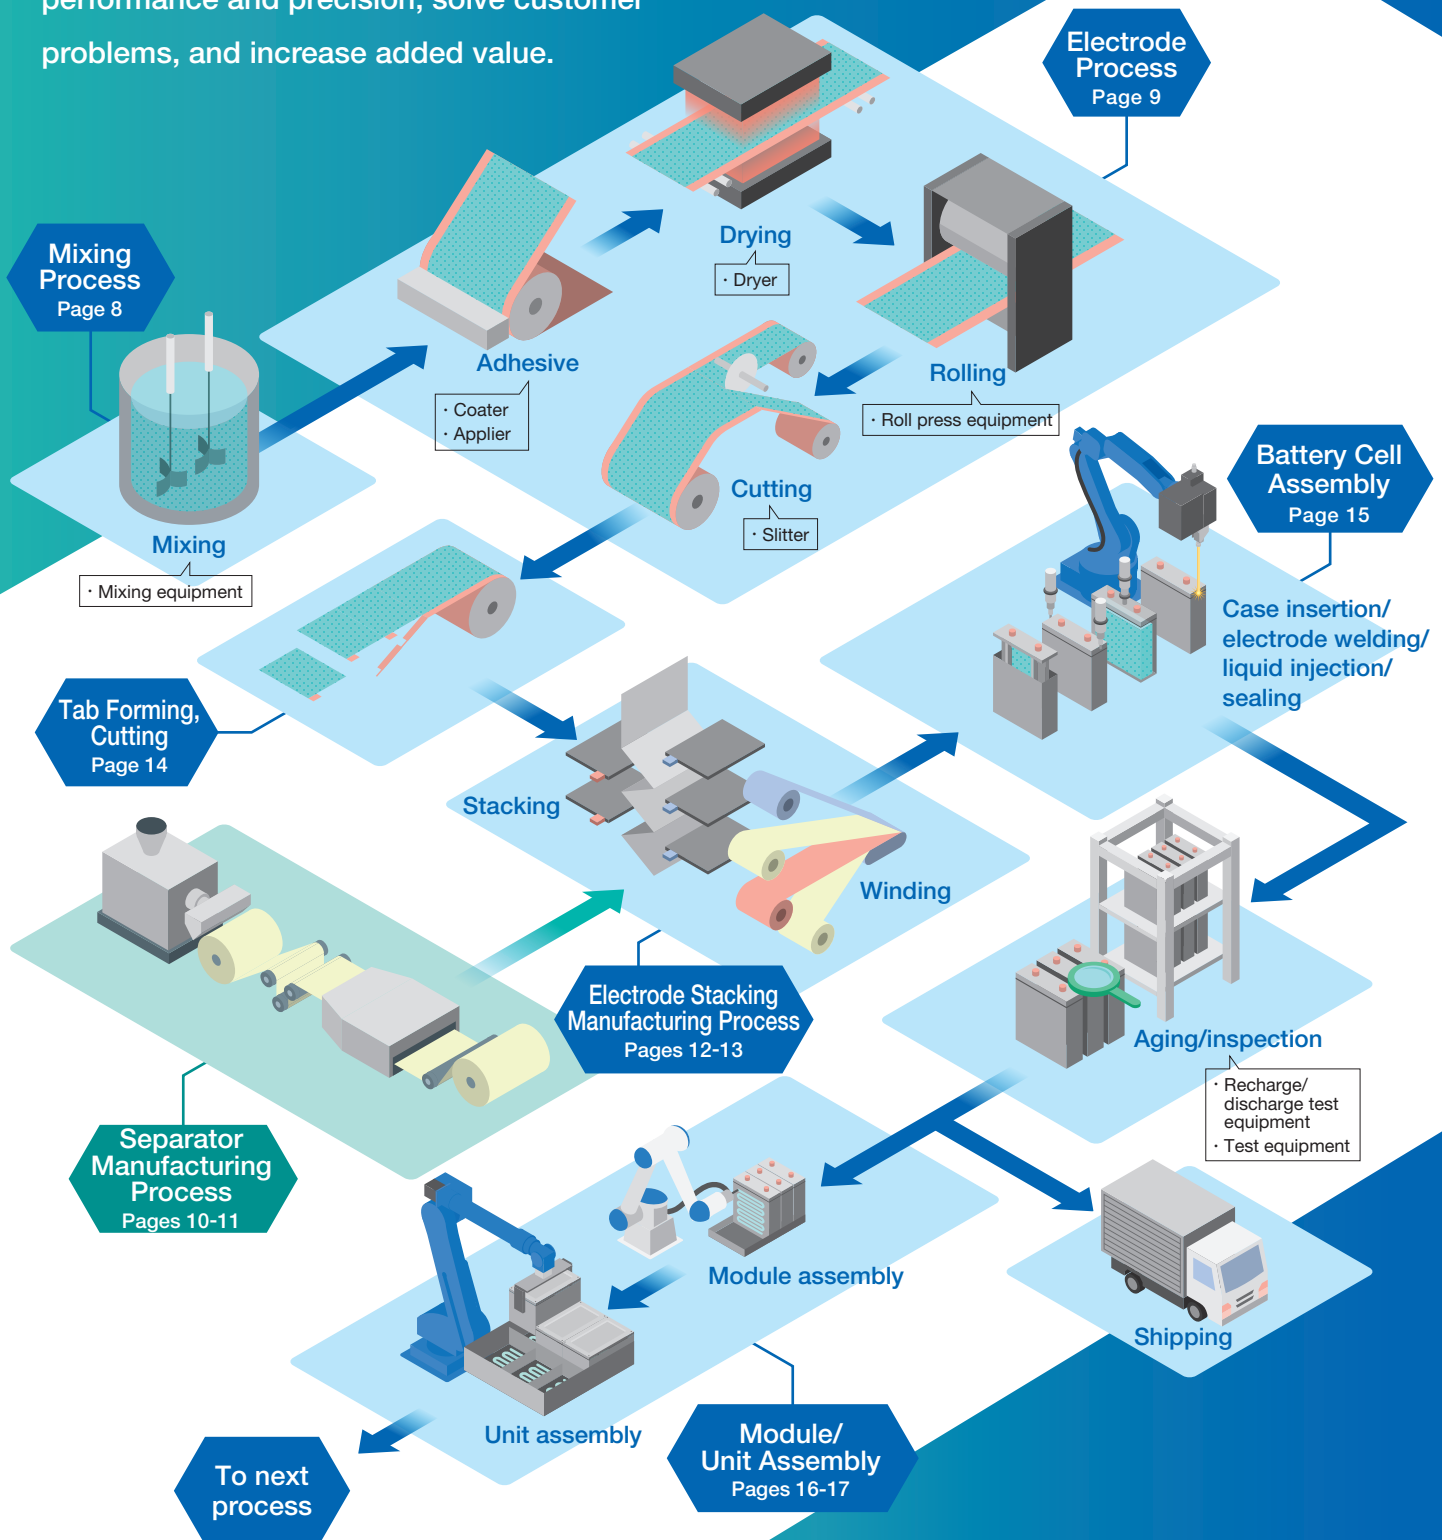 performance and precision, solve customer
problems, and increase added value.
Electrode
Process
Page 9
Mixing
Process
Page 8
Drying
· Dryer
Adhesive
· Coater
· Applier
Rolling
· Roll press equipment
Cutting
· Slitter
Mixing
· Mixing equipment
Battery Cell
Assembly
Page 15
Case insertion/
electrode welding/
liquid injection/
sealing
Tab Forming,
Cutting
Page 14
Stacking
Winding
Electrode Stacking
Manufacturing Process
Pages 12-13
Aging/inspection
· Recharge/
discharge test
equipment
· Test equipment
Separator
Manufacturing
Process
Pages 10-11
Module assembly
Shipping
Unit assembly
Module/
Unit Assembly
Pages 16-17
To next
process